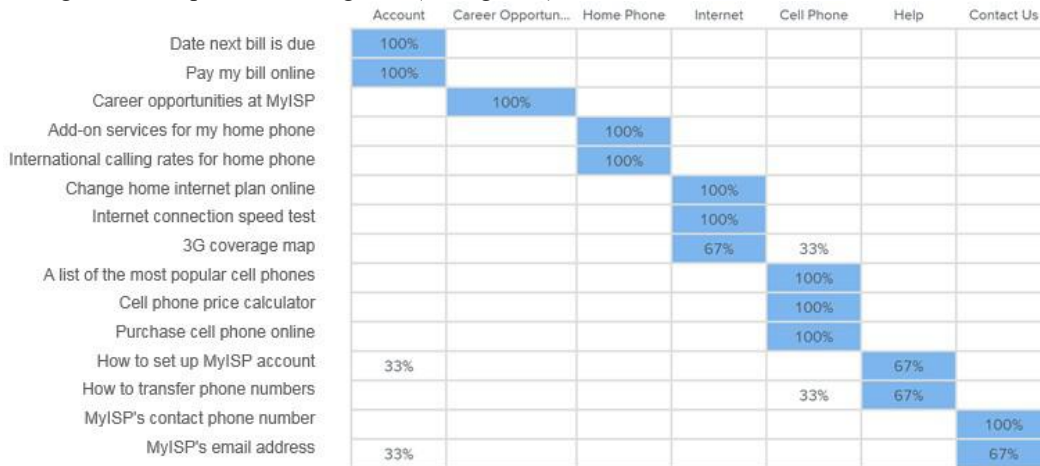 Account Career Opportun... Home Phone Internet Cell Phone Help Contact Us
Date next bill is due 100%
Pay my bill online 100%
Career opportunities at MyISP 100%
Add-on services for my home phone 100%
International calling rates for home phone 100%
Change home internet plan online 100%
Internet connection speed test 100%
3G coverage map 67% 33%
A list of the most popular cell phones 100%
Cell phone price calculator 100%
Purchase cell phone online 100%
How to set up MyISP account 33% 67%
How to transfer phone numbers 33% 67%
MyISP's contact phone number 100%
MyISP's email address 33% 67%